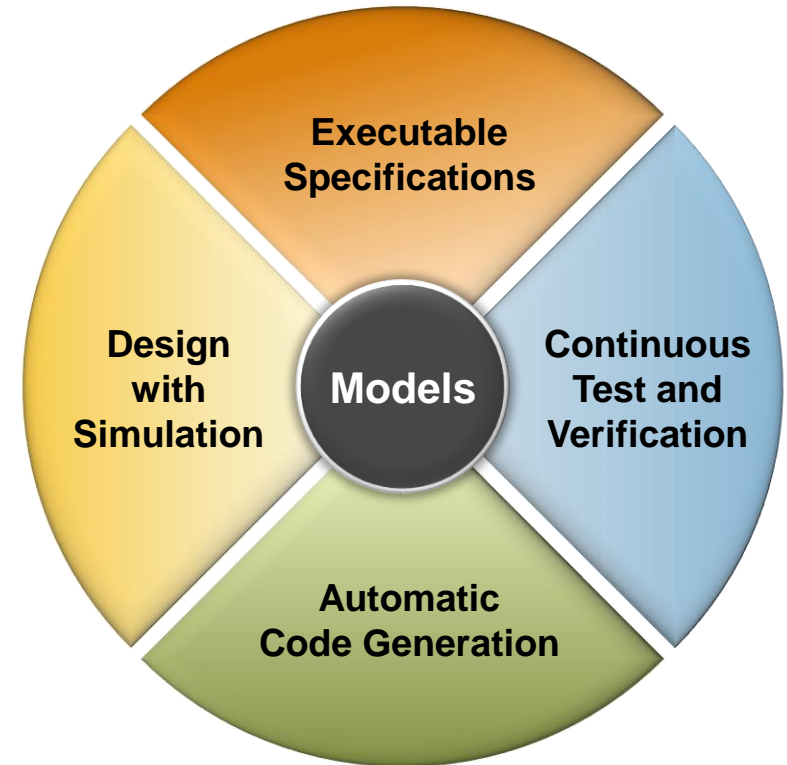 Executable
Specifications
Design
with
Simulation
Models
Continuous
Test and
Verification
Automatic
Code Generation